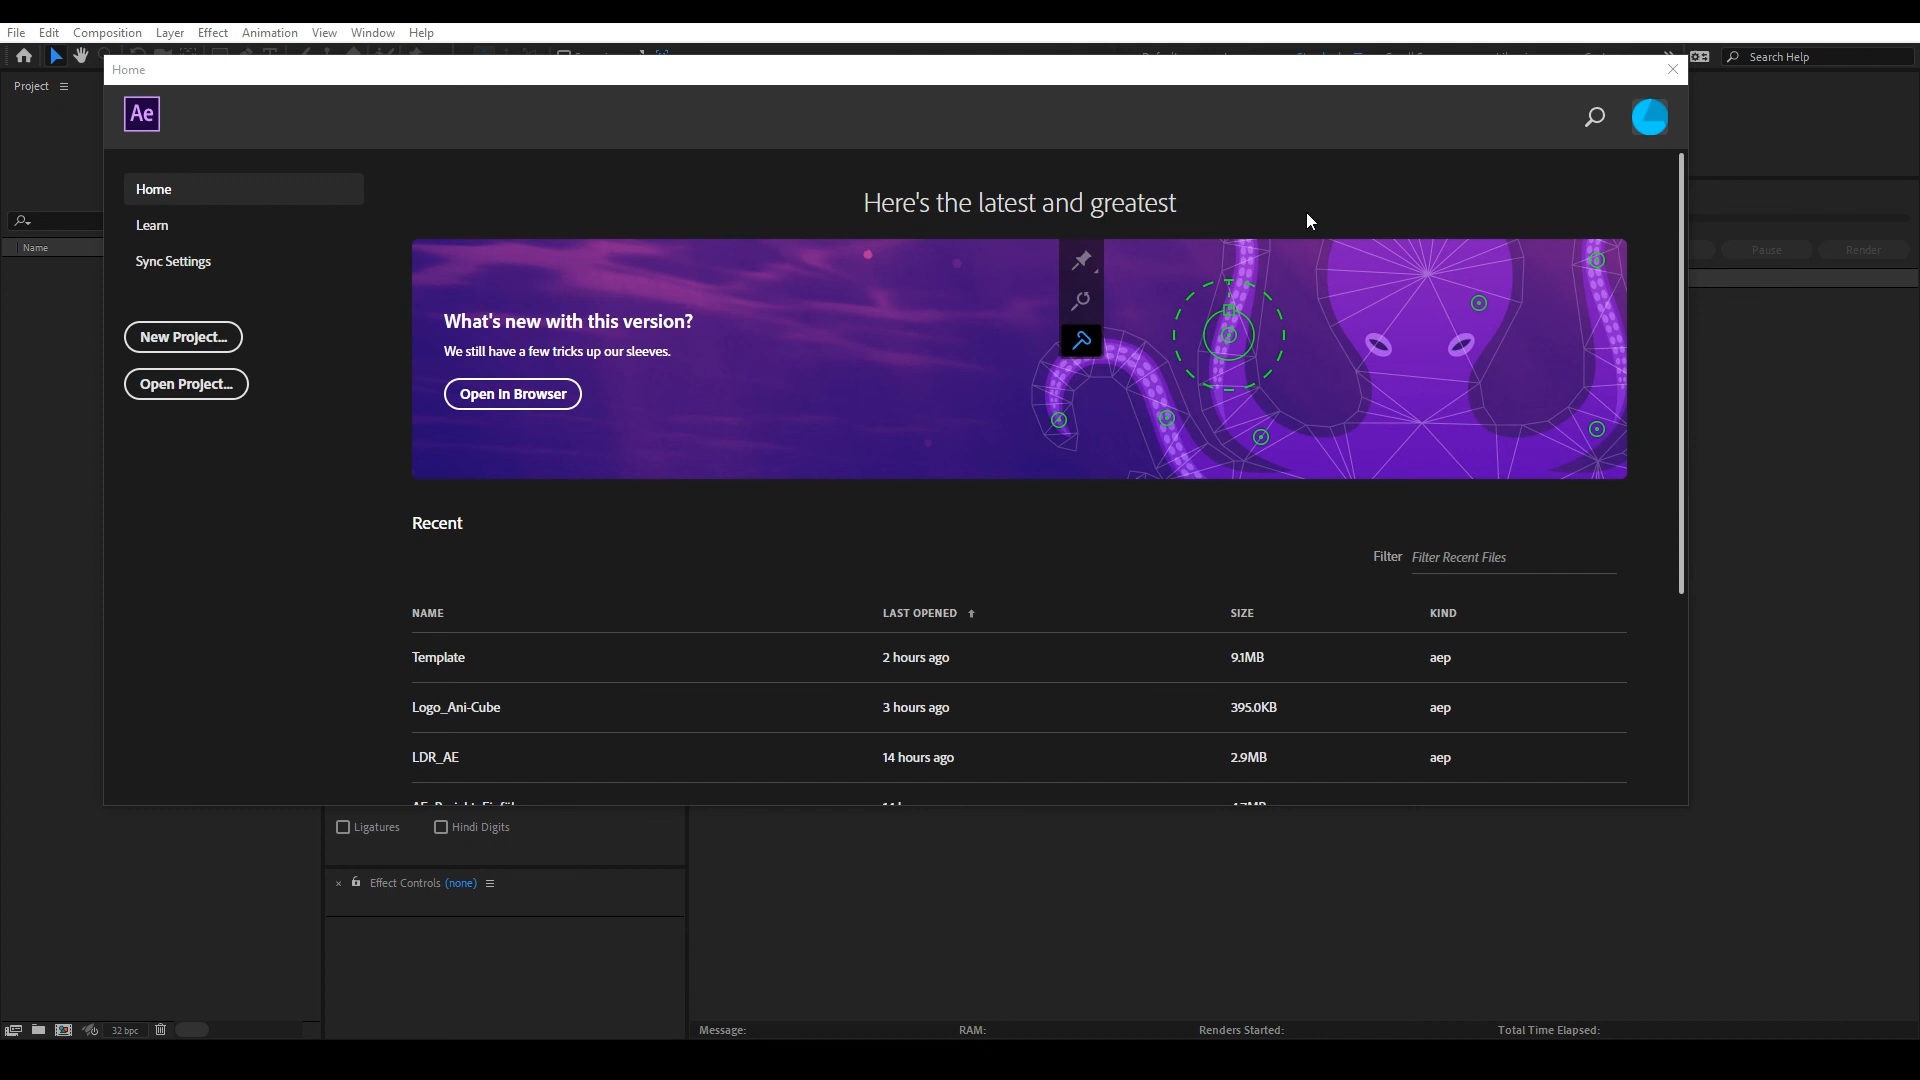 File Edit Composition Layer Effect Animation View Window Help
Search Help
Project
Home
Ae
Home
Learn
Sync Settings
New Project...
Open Project...
Name
Here's the latest and greatest
What's new with this version?
We still have a few tricks up our sleeves.
Open In Browser
Pause Render
Recent
Filter Filter Recent Files
NAME LAST OPENED SIZE KIND
Template 2 hours ago 9.1MB aep
Logo_Ani-Cube 3 hours ago 395.0KB aep
LDR_AE 14 hours ago 2.9MB aep
Ligatures Hindi Digits
Effect Controls (none)
32 bpc
Message: RAM: Renders Started: Total Time Elapsed: